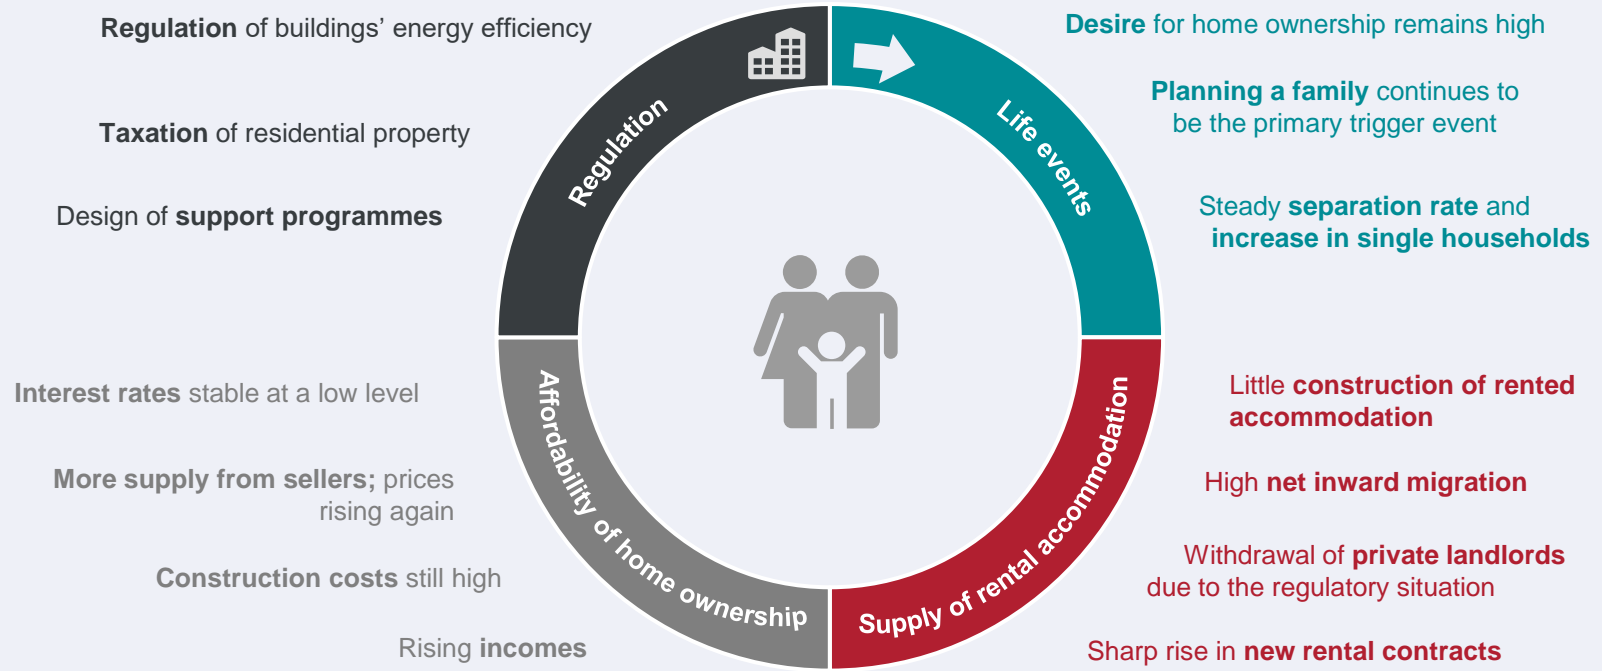 Regulation of buildings’ energy efficiency
Taxation of residential property
Design of support programmes
Regulation
Life events
Desire for home ownership remains high
Planning a family continues to
be the primary trigger event
Steady separation rate and
increase in single households
Interest rates stable at a low level
More supply from sellers; prices
rising again
Construction costs still high
Rising incomes
Affordability of home ownership
Supply of rental accommodation
Little construction of rented
accommodation
High net inward migration
Withdrawal of private landlords
due to the regulatory situation
Sharp rise in new rental contracts